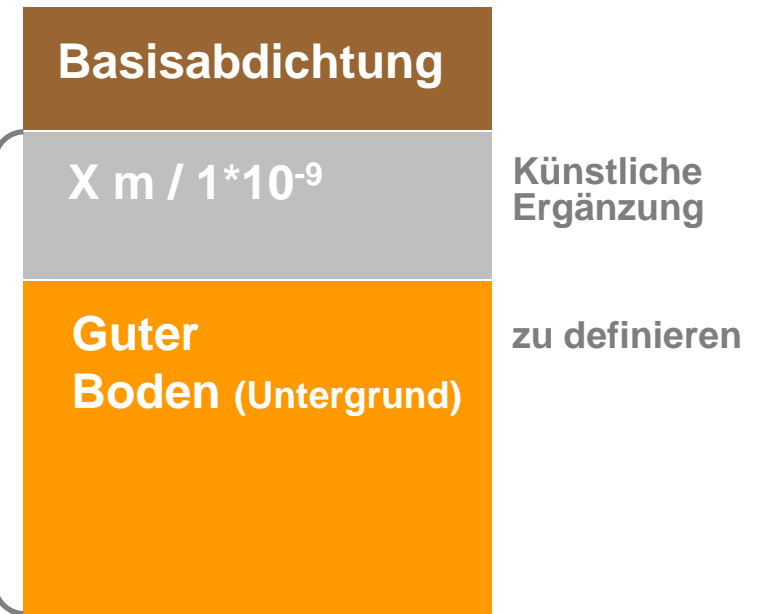 Basisabdichtung
X m / 1*10⁻⁹
Künstliche
Ergänzung
Guter
Boden (Untergrund)
zu definieren